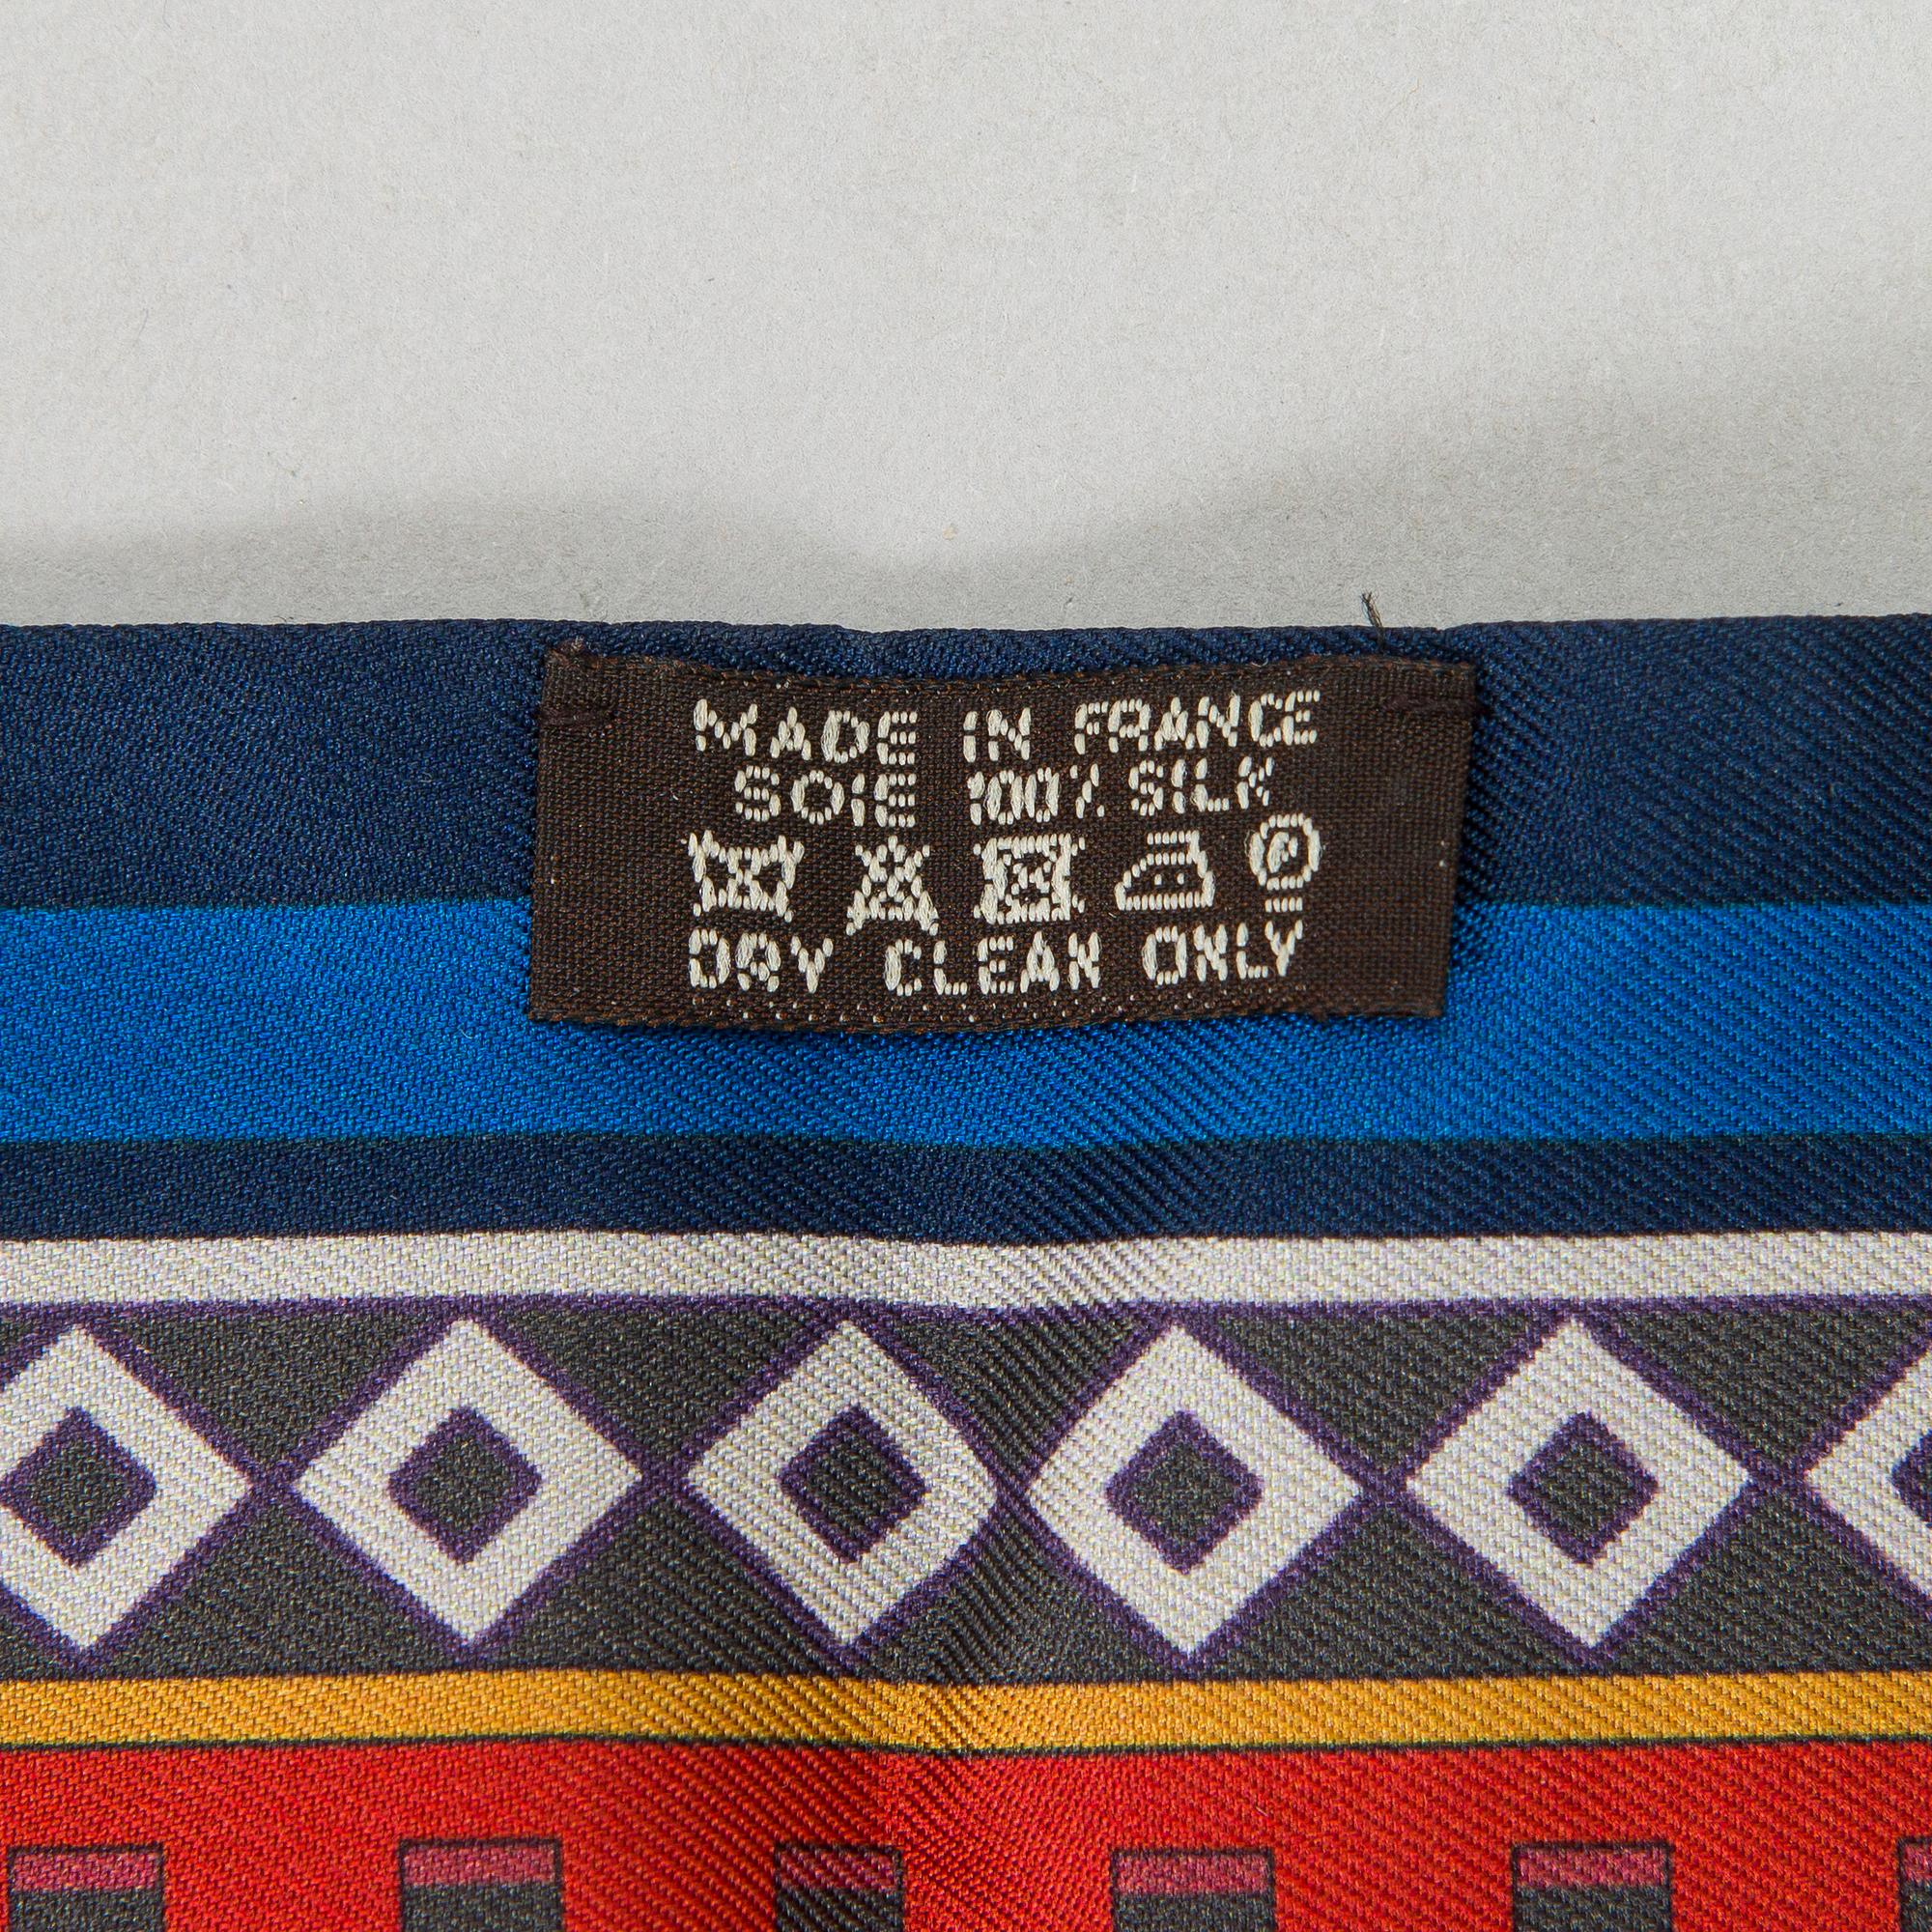 MADE IN FRANCE
SOIE 100% SILK
P
DRY CLEAN ONLY